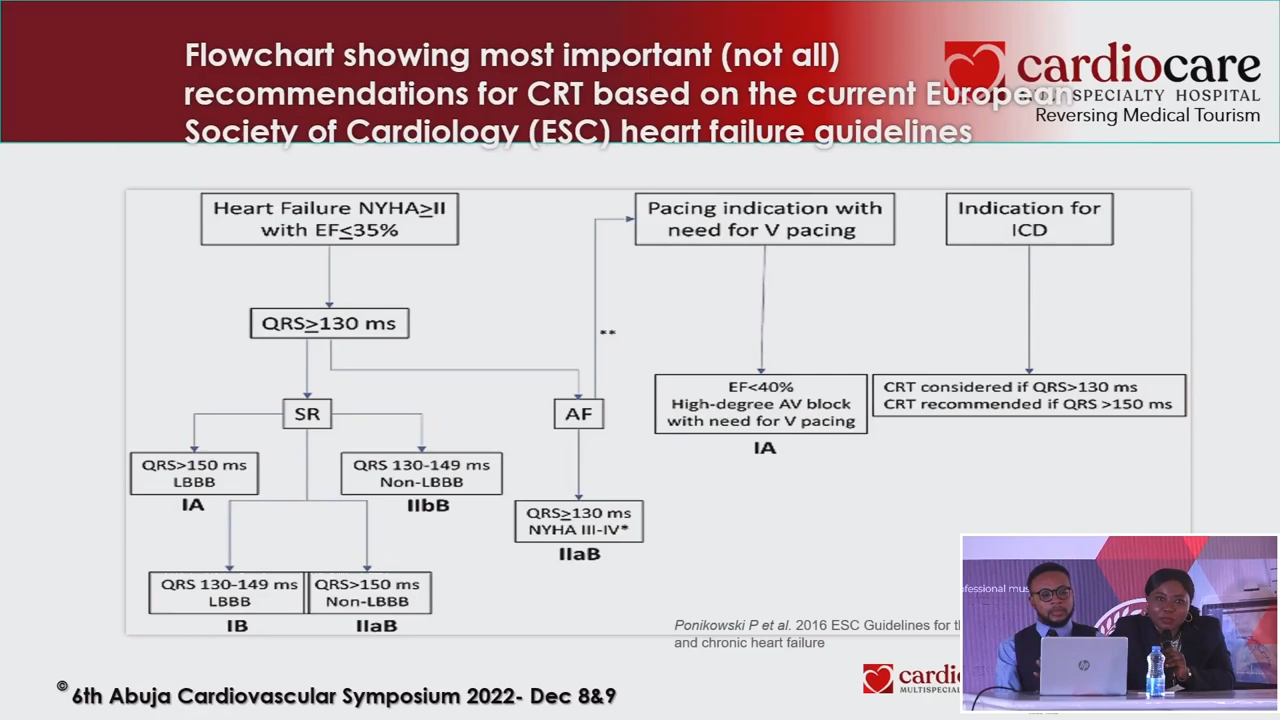 Flowchart showing most important (not all)
recommendations for CRT based on the current European
Society of Cardiology (ESC) heart failure guidelines
cardiocare
SPECIALTY HOSPITAL
Reversing Medical Tourism
Heart Failure NYHA≥II
with EF≤35%
Pacing indication with
need for V pacing
Indication for
ICD
QRS≥130 ms
**
SR
AF
EF<40%
High-degree AV block
with need for V pacing
IA
CRT considered if QRS>130 ms
CRT recommended if QRS >150 ms
QRS>150 ms
LBBB
IA
QRS 130-149 ms
Non-LBBB
IIbB
QRS≥130 ms
NYHA III-IV*
IIaB
QRS 130-149 ms
LBBB
IB
QRS>150 ms
Non-LBBB
IIaB
Ponikowski P et al. 2016 ESC Guidelines for
and chronic heart failure
cardio
© 6th Abuja Cardiovascular Symposium 2022- Dec 8&9
hp